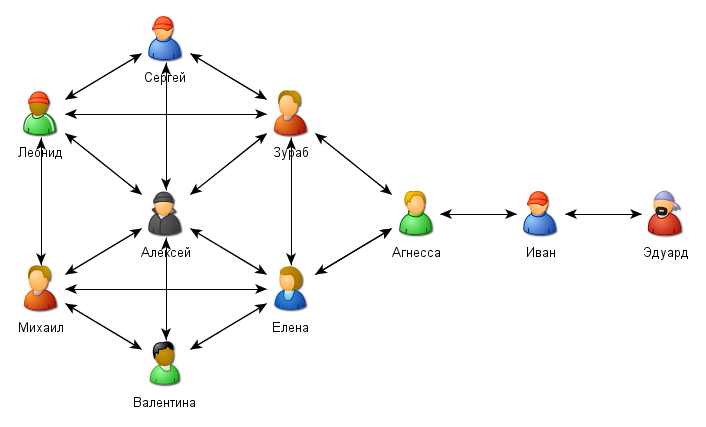 Сергей
Леонид
Зураб
Алексей
Агнесса
Иван
Эдуард
Михаил
Елена
Валентина